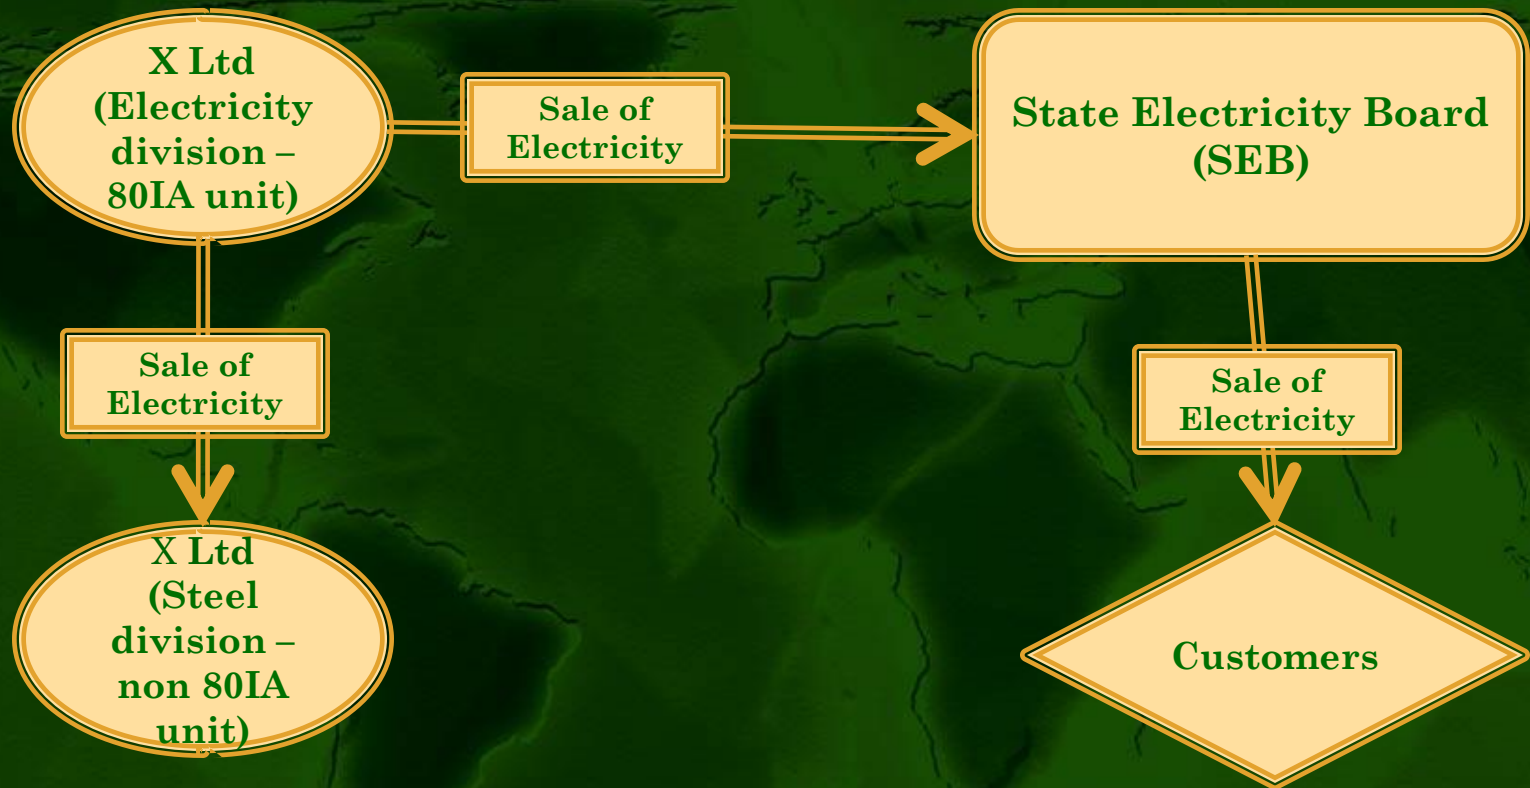 X Ltd
(Electricity
division –
80IA unit)
Sale of
Electricity
State Electricity Board
(SEB)
Sale of
Electricity
Sale of
Electricity
X Ltd
(Steel
division –
non 80IA
unit)
Customers